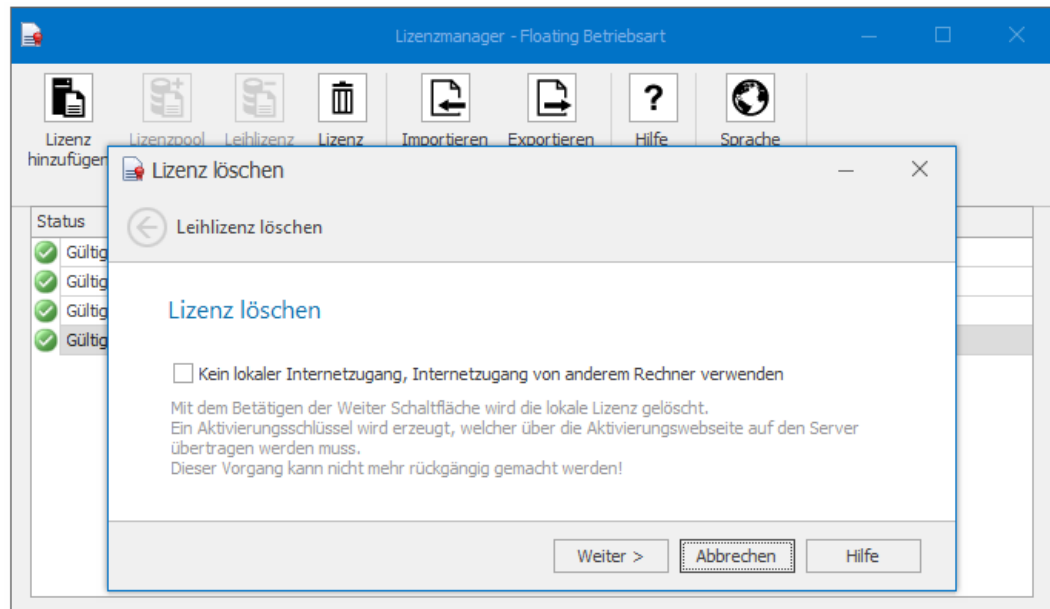 Lizenzmanager - Floating Betriebsart
Lizenz hinzufügen
Lizenzpool
Leihlizenz
Lizenz
Importieren
Exportieren
?
Hilfe
Sprache
Lizenz löschen
Leihlizenz löschen
Status
Gültig
Gültig
Gültig
Gültig
Lizenz löschen
Kein lokaler Internetzugang, Internetzugang von anderem Rechner verwenden
Mit dem Betätigen der Weiter Schaltfläche wird die lokale Lizenz gelöscht.
Ein Aktivierungsschlüssel wird erzeugt, welcher über die Aktivierungswebseite auf den Server
übertragen werden muss.
Dieser Vorgang kann nicht mehr rückgängig gemacht werden!
Weiter >
Abbrechen
Hilfe